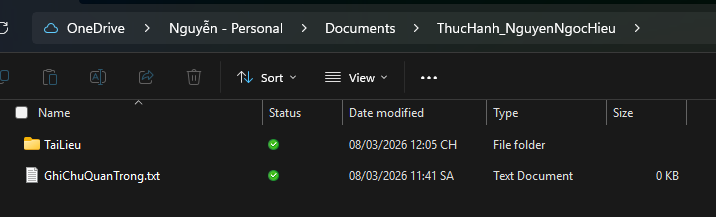 OneDrive > Nguyễn - Personal > Documents > ThucHanh_NguyenNgocHieu >
Sort View ...
Name Status Date modified Type Size
TaiLieu 08/03/2026 12:05 CH File folder
GhiChuQuanTrong.txt 08/03/2026 11:41 SA Text Document 0 KB